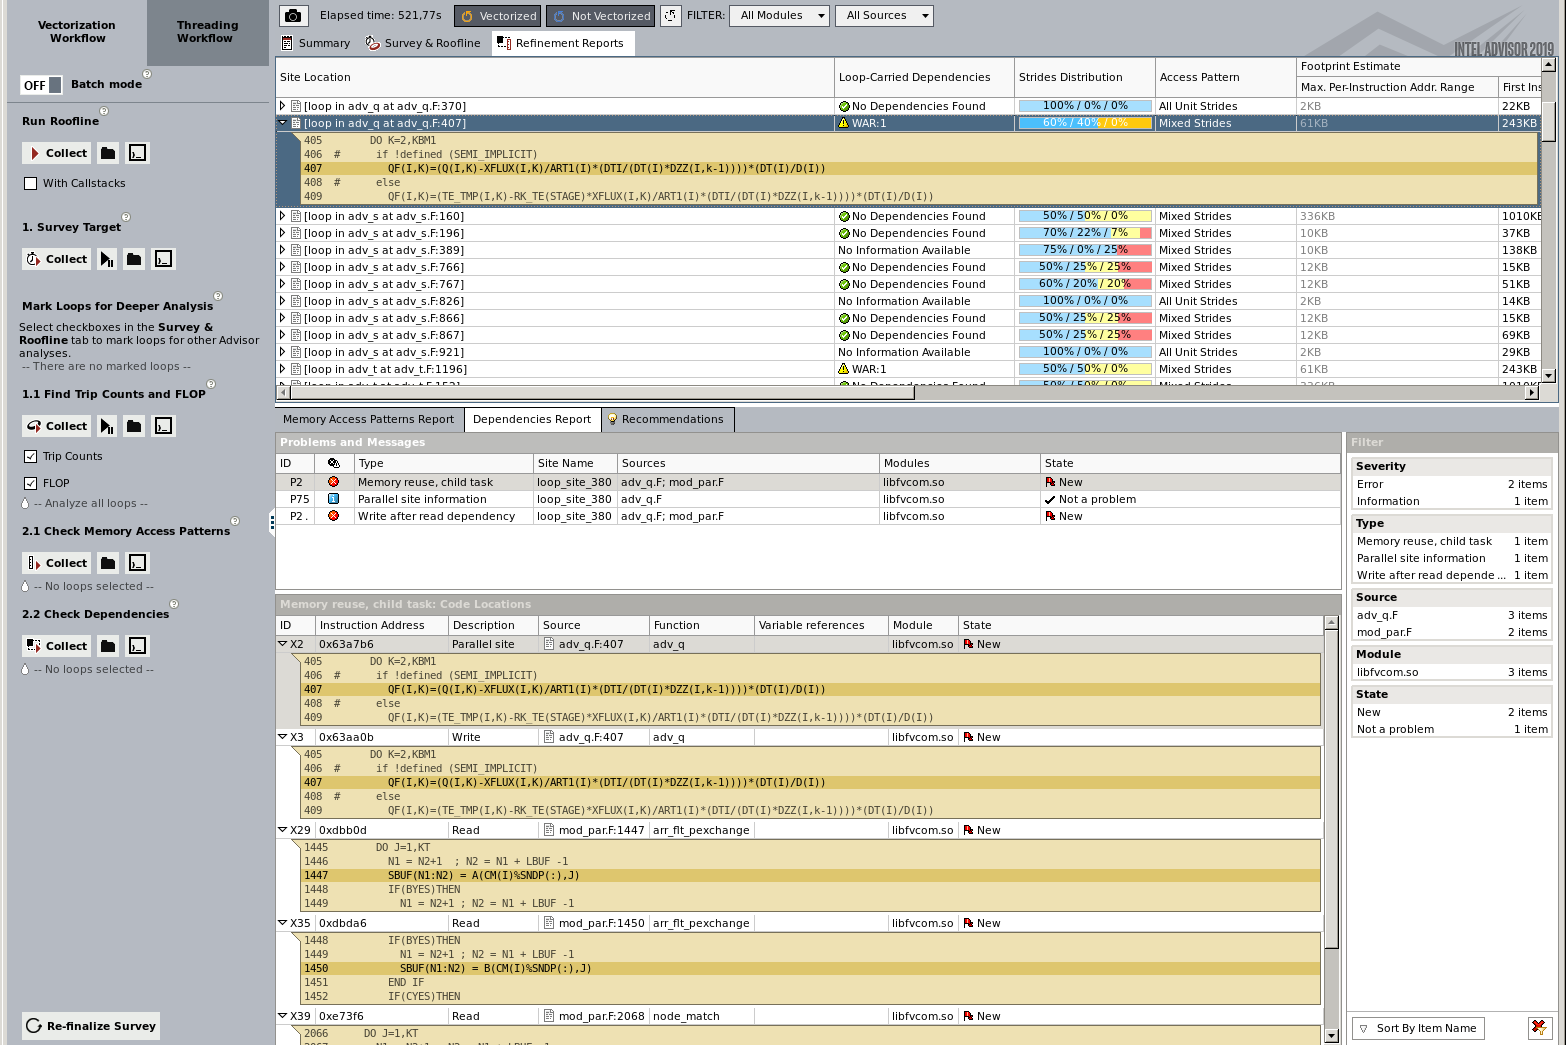 Vectorization Workflow
Threading Workflow
OFF Batch mode
Run Roofline
Collect
With Callstacks
1. Survey Target
Collect
Mark Loops for Deeper Analysis
Select checkboxes in the Survey &
Roofline tab to mark loops for other Advisor
analyses.
-- There are no marked loops --
1.1 Find Trip Counts and FLOP
Collect
Trip Counts
FLOP
-- Analyze all loops --
2.1 Check Memory Access Patterns
Collect
-- No loops selected --
2.2 Check Dependencies
Collect
-- No loops selected --
Re-finalize Survey
Elapsed time: 521,77s Vectorized Not Vectorized FILTER: All Modules All Sources
Summary Survey & Roofline Refinement Reports
INTEL ADVISOR 2019
Site Location Loop-Carried Dependencies Strides Distribution Access Pattern Footprint Estimate
Max. Per-Instruction Addr. Range First Ins
[loop in adv_q at adv_q.F:370] No Dependencies Found 100% / 0% / 0% All Unit Strides 2KB 22KB
[loop in adv_q at adv_q.F:407] WAR:1 60% / 40% / 0% Mixed Strides 61KB 243KB
405 DO K=2,KBM1
406 # if !defined (SEMI_IMPLICIT)
407 QF(I,K)=(Q(I,K)-XFLUX(I,K)/ART1(I)*(DTI/(DT(I)*DZZ(I,k-1))))*(DT(I)/D(I))
408 # else
409 QF(I,K)=(TE_TMP(I,K)-RK_TE(STAGE)*XFLUX(I,K)/ART1(I)*(DTI/(DT(I)*DZZ(I,k-1))))*(DT(I)/D(I))
[loop in adv_s at adv_s.F:160] No Dependencies Found 50% / 50% / 0% Mixed Strides 336KB 1010KB
[loop in adv_s at adv_s.F:196] No Dependencies Found 70% / 22% / 7% Mixed Strides 10KB 37KB
[loop in adv_s at adv_s.F:389] No Information Available 75% / 0% / 25% Mixed Strides 10KB 138KB
[loop in adv_s at adv_s.F:766] No Dependencies Found 50% / 25% / 25% Mixed Strides 12KB 15KB
[loop in adv_s at adv_s.F:767] No Dependencies Found 60% / 20% / 20% Mixed Strides 12KB 51KB
[loop in adv_s at adv_s.F:826] No Information Available 100% / 0% / 0% All Unit Strides 2KB 14KB
[loop in adv_s at adv_s.F:866] No Dependencies Found 50% / 25% / 25% Mixed Strides 12KB 15KB
[loop in adv_s at adv_s.F:867] No Dependencies Found 50% / 25% / 25% Mixed Strides 12KB 69KB
[loop in adv_s at adv_s.F:921] No Information Available 100% / 0% / 0% All Unit Strides 2KB 29KB
[loop in adv_t at adv_t.F:1196] WAR:1 50% / 50% / 0% Mixed Strides 61KB 243KB
Memory Access Patterns Report Dependencies Report Recommendations
Problems and Messages
ID Type Site Name Sources Modules State
P2 Memory reuse, child task loop_site_380 adv_q.F; mod_par.F libfvcom.so New
P75 Parallel site information loop_site_380 adv_q.F libfvcom.so Not a problem
P2. Write after read dependency loop_site_380 adv_q.F; mod_par.F libfvcom.so New
Memory reuse, child task: Code Locations
ID Instruction Address Description Source Function Variable references Module State
X2 0x63a7b6 Parallel site adv_q.F:407 adv_q libfvcom.so New
405 DO K=2,KBM1
406 # if !defined (SEMI_IMPLICIT)
407 QF(I,K)=(Q(I,K)-XFLUX(I,K)/ART1(I)*(DTI/(DT(I)*DZZ(I,k-1))))*(DT(I)/D(I))
408 # else
409 QF(I,K)=(TE_TMP(I,K)-RK_TE(STAGE)*XFLUX(I,K)/ART1(I)*(DTI/(DT(I)*DZZ(I,k-1))))*(DT(I)/D(I))
X3 0x63aa0b Write adv_q.F:407 adv_q libfvcom.so New
405 DO K=2,KBM1
406 # if !defined (SEMI_IMPLICIT)
407 QF(I,K)=(Q(I,K)-XFLUX(I,K)/ART1(I)*(DTI/(DT(I)*DZZ(I,k-1))))*(DT(I)/D(I))
408 # else
409 QF(I,K)=(TE_TMP(I,K)-RK_TE(STAGE)*XFLUX(I,K)/ART1(I)*(DTI/(DT(I)*DZZ(I,k-1))))*(DT(I)/D(I))
X29 0xdbb0d Read mod_par.F:1447 arr_flt_pexchange libfvcom.so New
1445 DO J=1,KT
1446 N1 = N2+1 ; N2 = N1 + LBUF -1
1447 SBUF(N1:N2) = A(CM(I)%SNDP(:),J)
1448 IF(BYES)THEN
1449 N1 = N2+1 ; N2 = N1 + LBUF -1
X35 0xdbda6 Read mod_par.F:1450 arr_flt_pexchange libfvcom.so New
1448 IF(BYES)THEN
1449 N1 = N2+1 ; N2 = N1 + LBUF -1
1450 SBUF(N1:N2) = B(CM(I)%SNDP(:),J)
1451 END IF
1452 IF(CYES)THEN
X39 0xe73f6 Read mod_par.F:2068 node_match libfvcom.so New
2066 DO J=1,KT
Filter
Severity
Error 2 items
Information 1 item
Type
Memory reuse, child task 1 item
Parallel site information 1 item
Write after read depende ... 1 item
Source
adv_q.F 3 items
mod_par.F 2 items
Module
libfvcom.so 3 items
State
New 2 items
Not a problem 1 item
Sort By Item Name